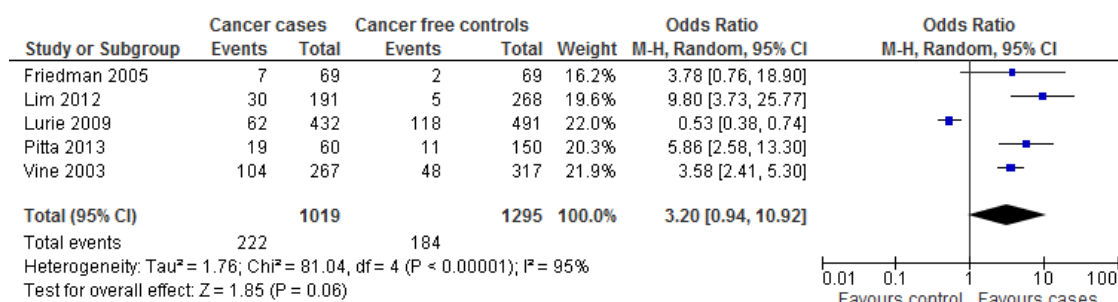 Cancer cases Cancer free controls Odds Ratio Odds Ratio
Study or Subgroup Events Total Events Total Weight M-H, Random, 95% CI M-H, Random, 95% CI
Friedman 2005 7 69 2 69 16.2% 3.78 [0.76, 18.90]
Lim 2012 30 191 5 268 19.6% 9.80 [3.73, 25.77]
Lurie 2009 62 432 118 491 22.0% 0.53 [0.38, 0.74]
Pitta 2013 19 60 11 150 20.3% 5.86 [2.58, 13.30]
Vine 2003 104 267 48 317 21.9% 3.58 [2.41, 5.30]
Total (95% CI) 1019 1295 100.0% 3.20 [0.94, 10.92]
Total events 222 184
Heterogeneity: Tau² = 1.76; Chi² = 81.04, df = 4 (P < 0.00001); I² = 95%
Test for overall effect: Z = 1.85 (P = 0.06)
0.01 0.1 1 10 100
Favours control Favours cases